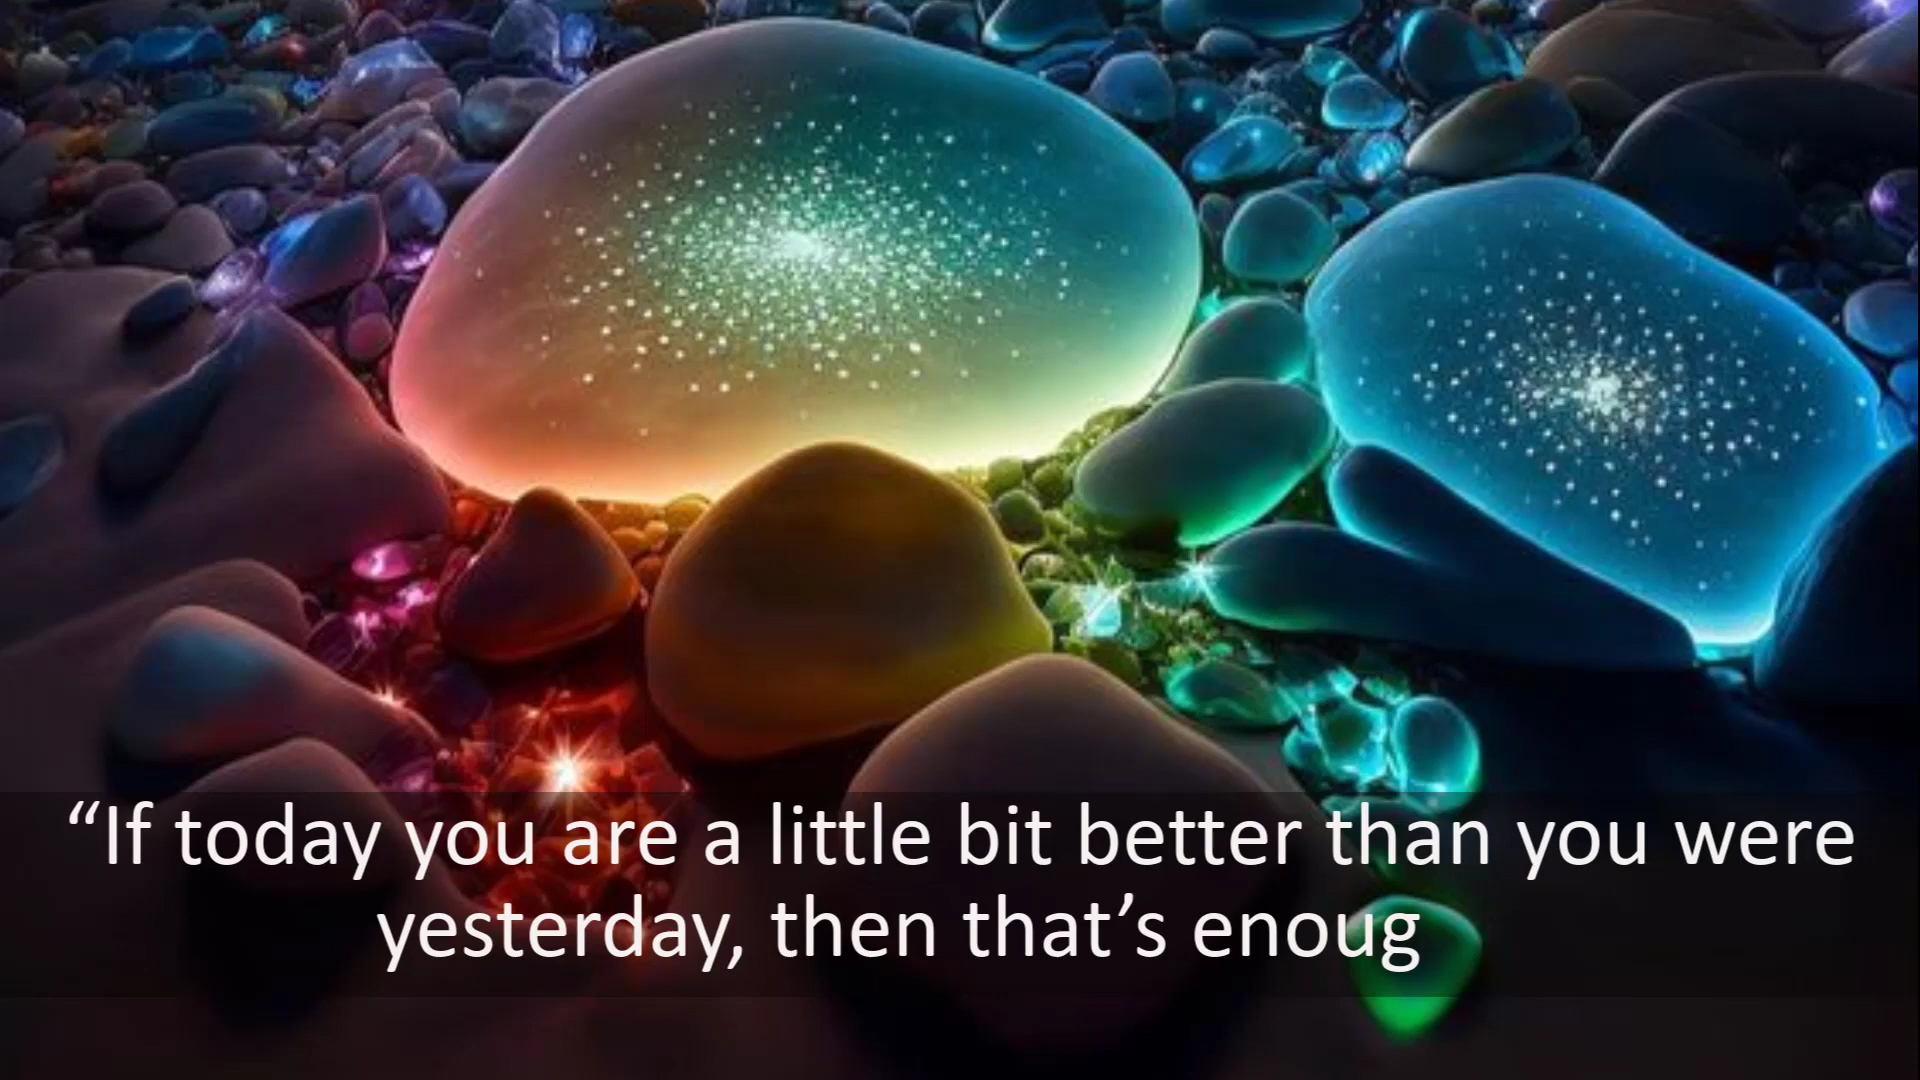 “If today you are a little bit better than you were
yesterday, then that’s enoug